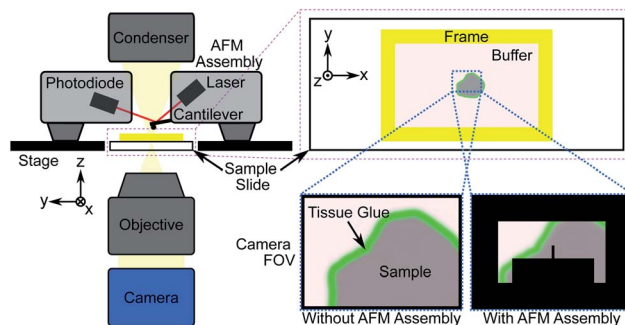 Condenser
AFM
Assembly
Photodiode
Laser
Cantilever
Stage
Sample
Slide
z
y
x
Objective
Camera
y
z
x
Frame
Buffer
Camera
FOV
Tissue Glue
Sample
Without AFM Assembly
With AFM Assembly